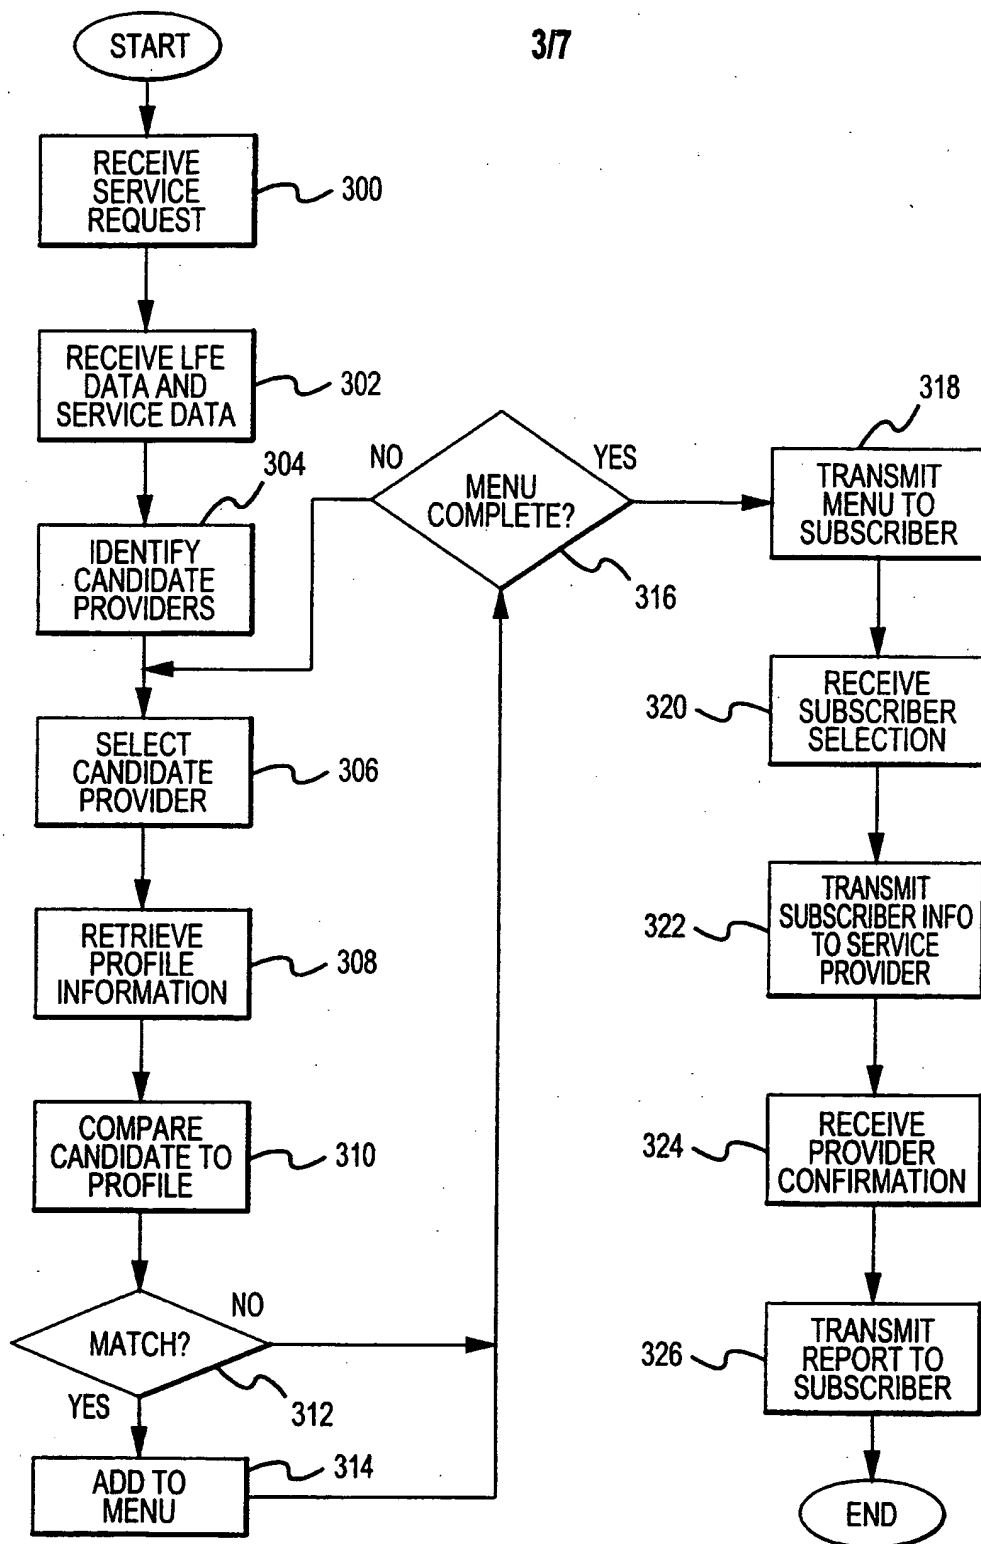 3/7
START
RECEIVE
SERVICE
REQUEST
300
RECEIVE LFE
DATA AND
SERVICE DATA
302
304
IDENTIFY
CANDIDATE
PROVIDERS
SELECT
CANDIDATE
PROVIDER
306
RETRIEVE
PROFILE
INFORMATION
308
COMPARE
CANDIDATE TO
PROFILE
310
MATCH?
NO
YES
312
ADD TO
MENU
314
NO
YES
MENU
COMPLETE?
316
318
TRANSMIT
MENU TO
SUBSCRIBER
320
RECEIVE
SUBSCRIBER
SELECTION
322
TRANSMIT
SUBSCRIBER INFO
TO SERVICE
PROVIDER
324
RECEIVE
PROVIDER
CONFIRMATION
326
TRANSMIT
REPORT TO
SUBSCRIBER
END